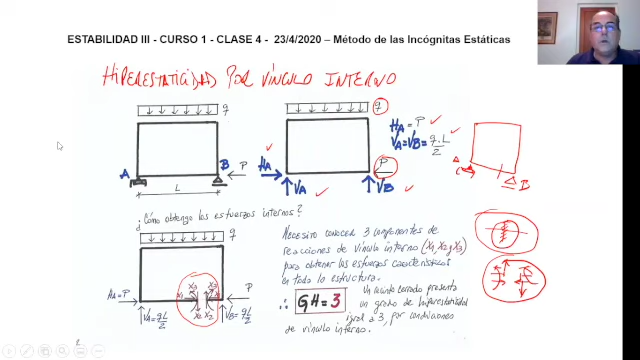 ESTABILIDAD III - CURSO 1 - CLASE 4 - 23/4/2020 – Método de las Incógnitas Estáticas
HIPERESTATICIDAD POR VÍNCULO INTERNO
q
q
HA = P
VA = VB = q.L/2
A
B
P
L
HA
VA
P
VB
A
B
¿Cómo obtengo los esfuerzos internos?
q
HA = P
X1
X3
X2
X2
P
VA = qL/2
VB = qL/2
Necesito conocer 3 componentes de
reacciones de vínculo interno (X1, X2 y X3)
para obtener los esfuerzos característicos
en toda la estructura.
∴ GH = 3
Un recinto cerrado presenta
un grado de hiperestaticidad
igual a 3, por condiciones
de vínculo interno.